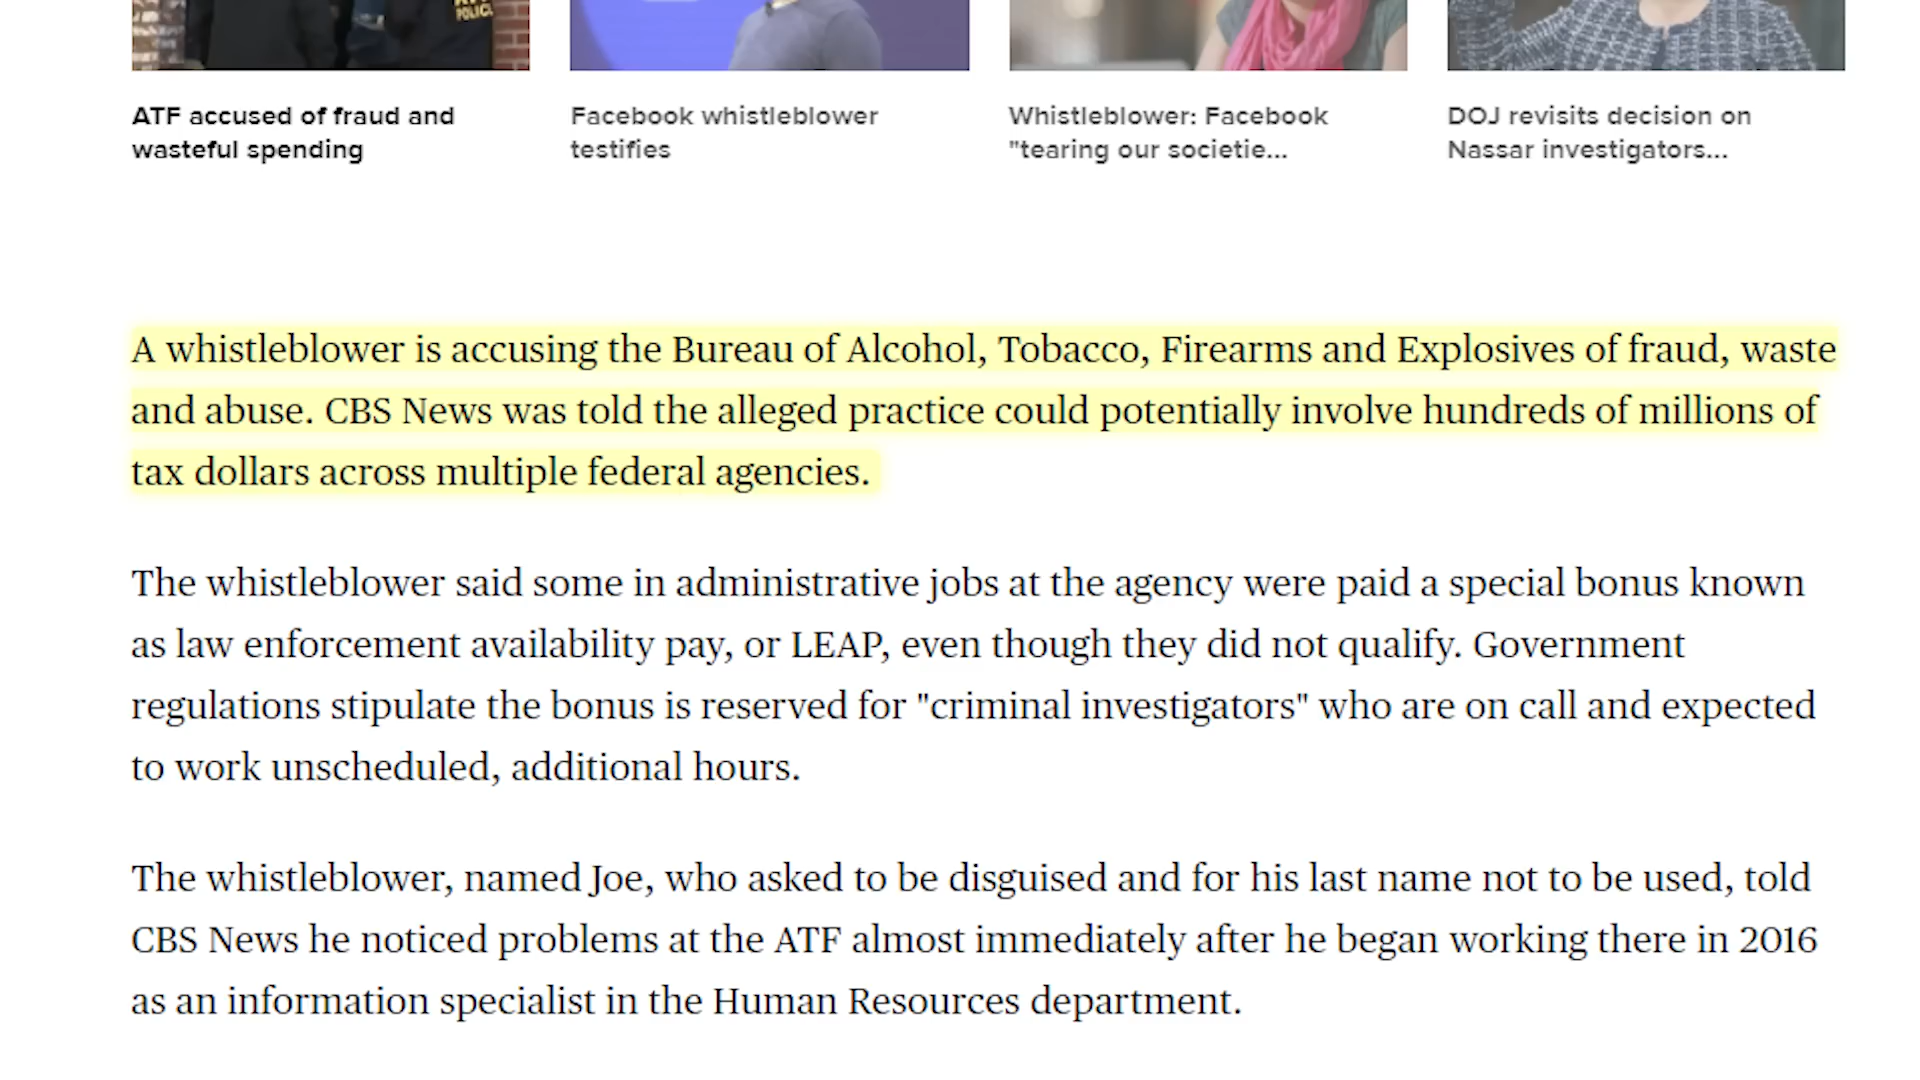 POLICE
ATF accused of fraud and
wasteful spending
Facebook whistleblower
testifies
Whistleblower: Facebook
"tearing our societie...
DOJ revisits decision on
Nassar investigators...
A whistleblower is accusing the Bureau of Alcohol, Tobacco, Firearms and Explosives of fraud, waste
and abuse. CBS News was told the alleged practice could potentially involve hundreds of millions of
tax dollars across multiple federal agencies.
The whistleblower said some in administrative jobs at the agency were paid a special bonus known
as law enforcement availability pay, or LEAP, even though they did not qualify. Government
regulations stipulate the bonus is reserved for "criminal investigators" who are on call and expected
to work unscheduled, additional hours.
The whistleblower, named Joe, who asked to be disguised and for his last name not to be used, told
CBS News he noticed problems at the ATF almost immediately after he began working there in 2016
as an information specialist in the Human Resources department.